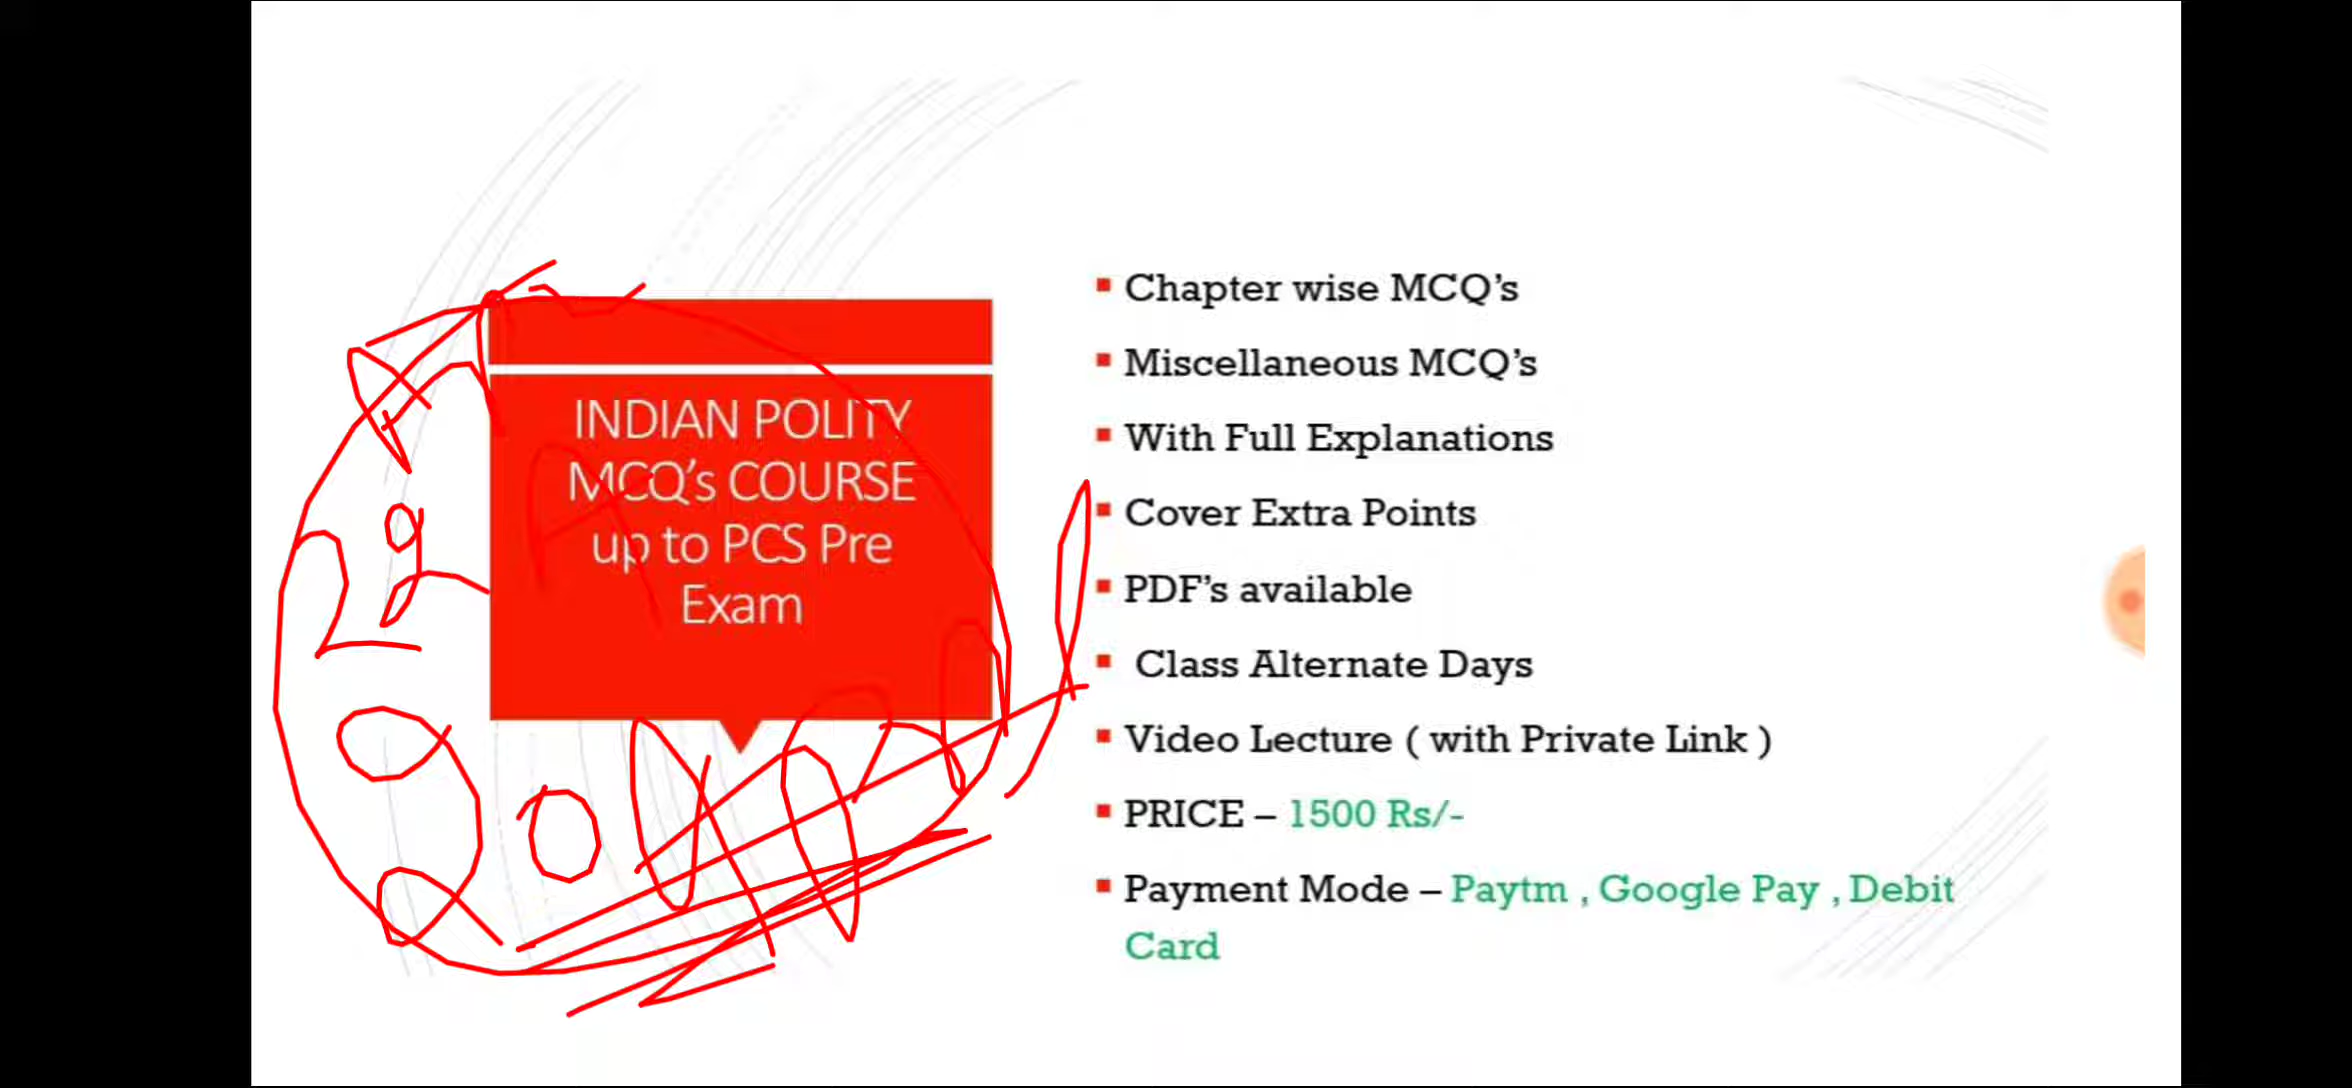 INDIAN POLITY
MCQ's COURSE
up to PCS Pre
Exam
Chapter wise MCQ's
Miscellaneous MCQ's
With Full Explanations
Cover Extra Points
PDF's available
Class Alternate Days
Video Lecture ( with Private Link )
PRICE – 1500 Rs/-
Payment Mode – Paytm , Google Pay , Debit
Card